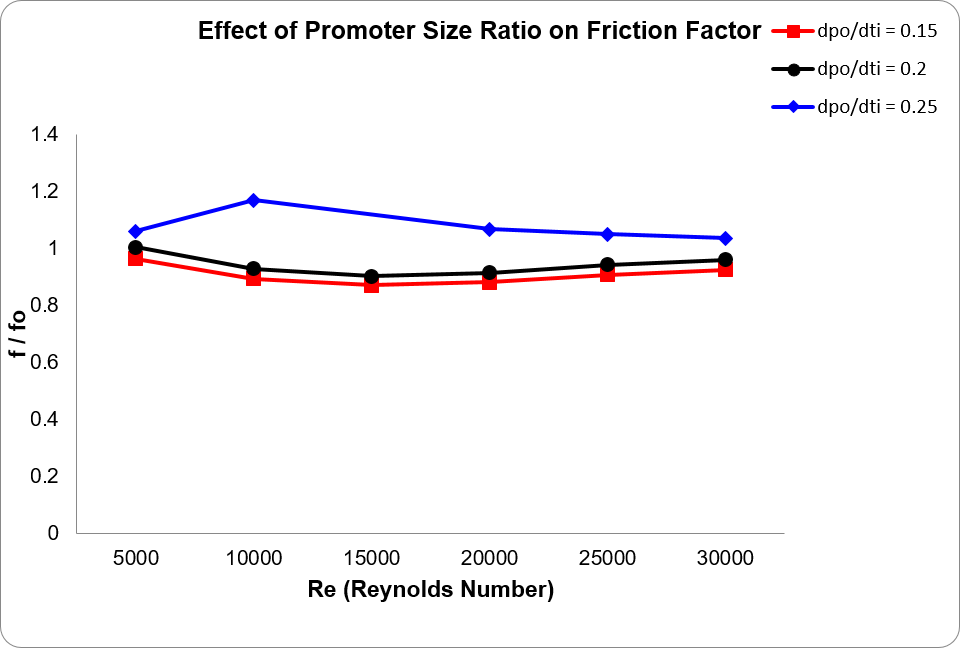 Effect of Promoter Size Ratio on Friction Factor
dpo/dti = 0.15
dpo/dti = 0.2
dpo/dti = 0.25
1.4
1.2
1
0.8
0.6
0.4
0.2
0
f / fo
5000 10000 15000 20000 25000 30000
Re (Reynolds Number)